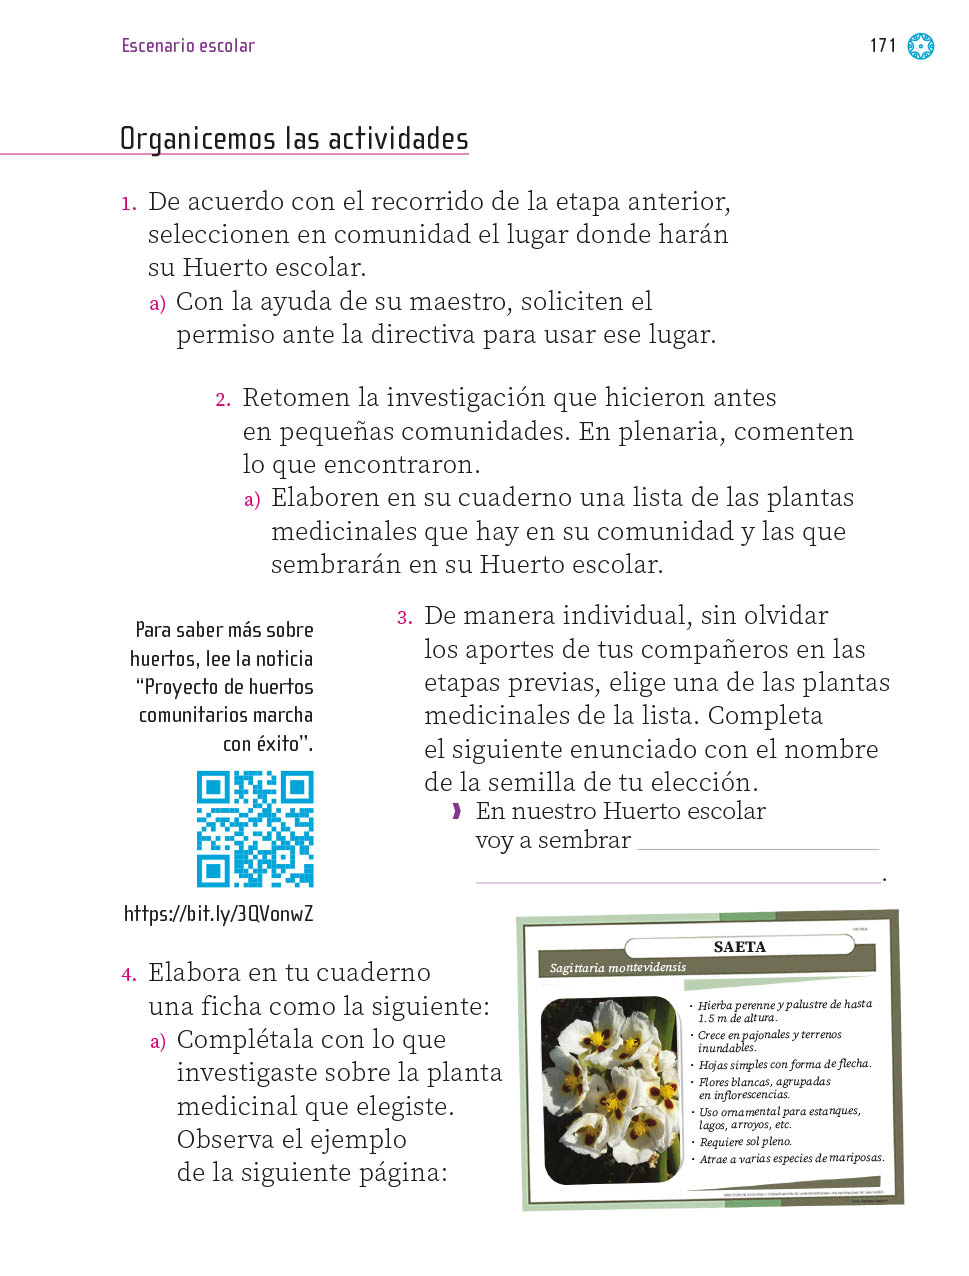 Escenario escolar
171
Organicemos las actividades
1. De acuerdo con el recorrido de la etapa anterior,
seleccionen en comunidad el lugar donde harán
su Huerto escolar.
a) Con la ayuda de su maestro, soliciten el
permiso ante la directiva para usar ese lugar.
2. Retomen la investigación que hicieron antes
en pequeñas comunidades. En plenaria, comenten
lo que encontraron.
a) Elaboren en su cuaderno una lista de las plantas
medicinales que hay en su comunidad y las que
sembrarán en su Huerto escolar.
Para saber más sobre
huertos, lee la noticia
“Proyecto de huertos
comunitarios marcha
con éxito”.
https://bit.ly/3QVonwZ
3. De manera individual, sin olvidar
los aportes de tus compañeros en las
etapas previas, elige una de las plantas
medicinales de la lista. Completa
el siguiente enunciado con el nombre
de la semilla de tu elección.
En nuestro Huerto escolar
voy a sembrar
.
4. Elabora en tu cuaderno
una ficha como la siguiente:
a) Complétala con lo que
investigaste sobre la planta
medicinal que elegiste.
Observa el ejemplo
de la siguiente página:
SAETA
Sagittaria montevidensis
• Hierba perenne y palustre de hasta
1.5 m de altura.
• Crece en pajonales y terrenos
inundables.
• Hojas simples con forma de flecha.
• Flores blancas, agrupadas
en inflorescencias.
• Uso ornamental para estanques,
lagos, arroyos, etc.
• Requiere sol pleno.
• Atrae a varias especies de mariposas.